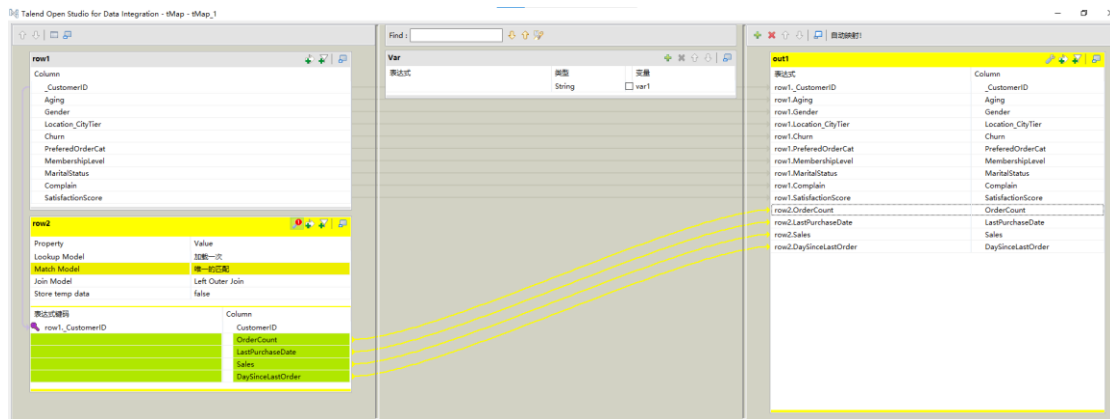 Talend Open Studio for Data Integration - tMap - tMap_1
row1
Column
_CustomerID
Aging
Gender
Location_CityTier
Churn
PreferedOrderCat
MembershipLevel
MaritalStatus
Complain
SatisfactionScore
row2
Property Value
Lookup Model 加载一次
Match Model 唯一的匹配
Join Model Left Outer Join
Store temp data false
表达式键码 Column
row1._CustomerID CustomerID
OrderCount
LastPurchaseDate
Sales
DaySinceLastOrder
Find :
Var
表达式 类型 变量
String var1
自动映射!
out1
表达式 Column
row1._CustomerID _CustomerID
row1.Aging Aging
row1.Gender Gender
row1.Location_CityTier Location_CityTier
row1.Churn Churn
row1.PreferedOrderCat PreferedOrderCat
row1.MembershipLevel MembershipLevel
row1.MaritalStatus MaritalStatus
row1.Complain Complain
row1.SatisfactionScore SatisfactionScore
row2.OrderCount OrderCount
row2.LastPurchaseDate LastPurchaseDate
row2.Sales Sales
row2.DaySinceLastOrder DaySinceLastOrder